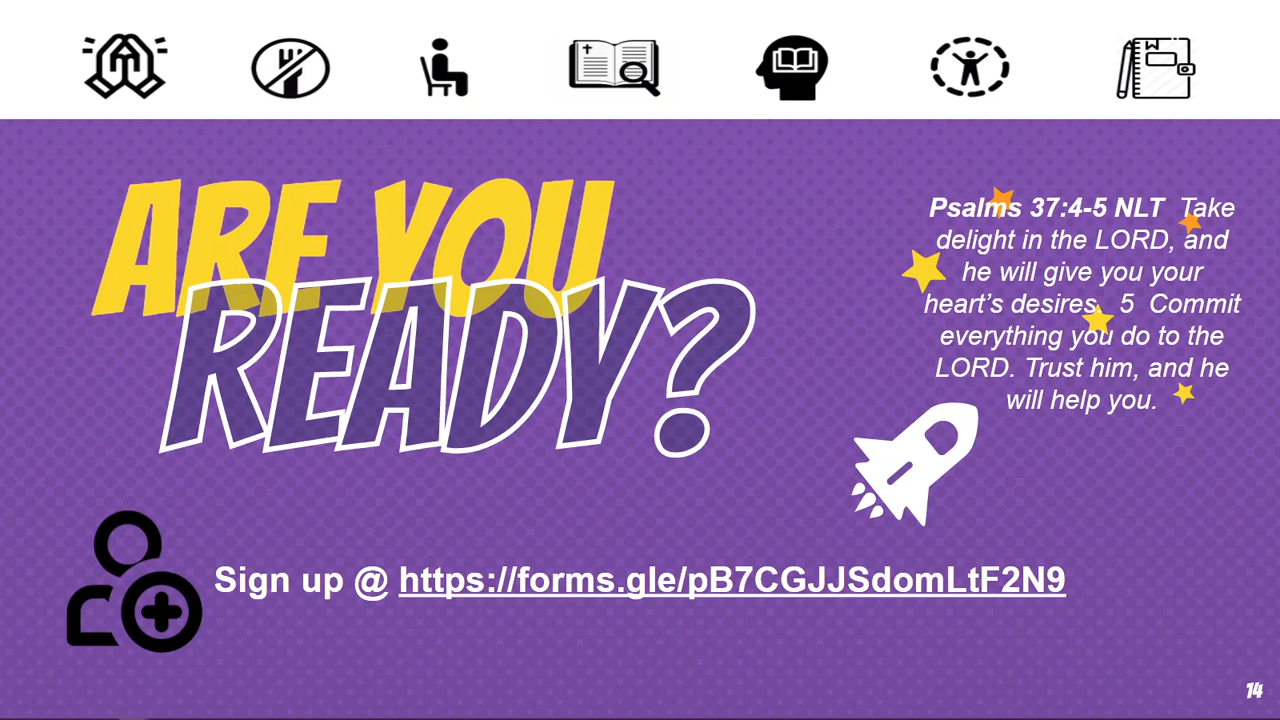 ARE YOU
READY?
Psalms 37:4-5 NLT Take
delight in the LORD, and
he will give you your
heart's desires. 5 Commit
everything you do to the
LORD. Trust him, and he
will help you.
Sign up @ https://forms.gle/pB7CGJJSdomLtF2N9
14